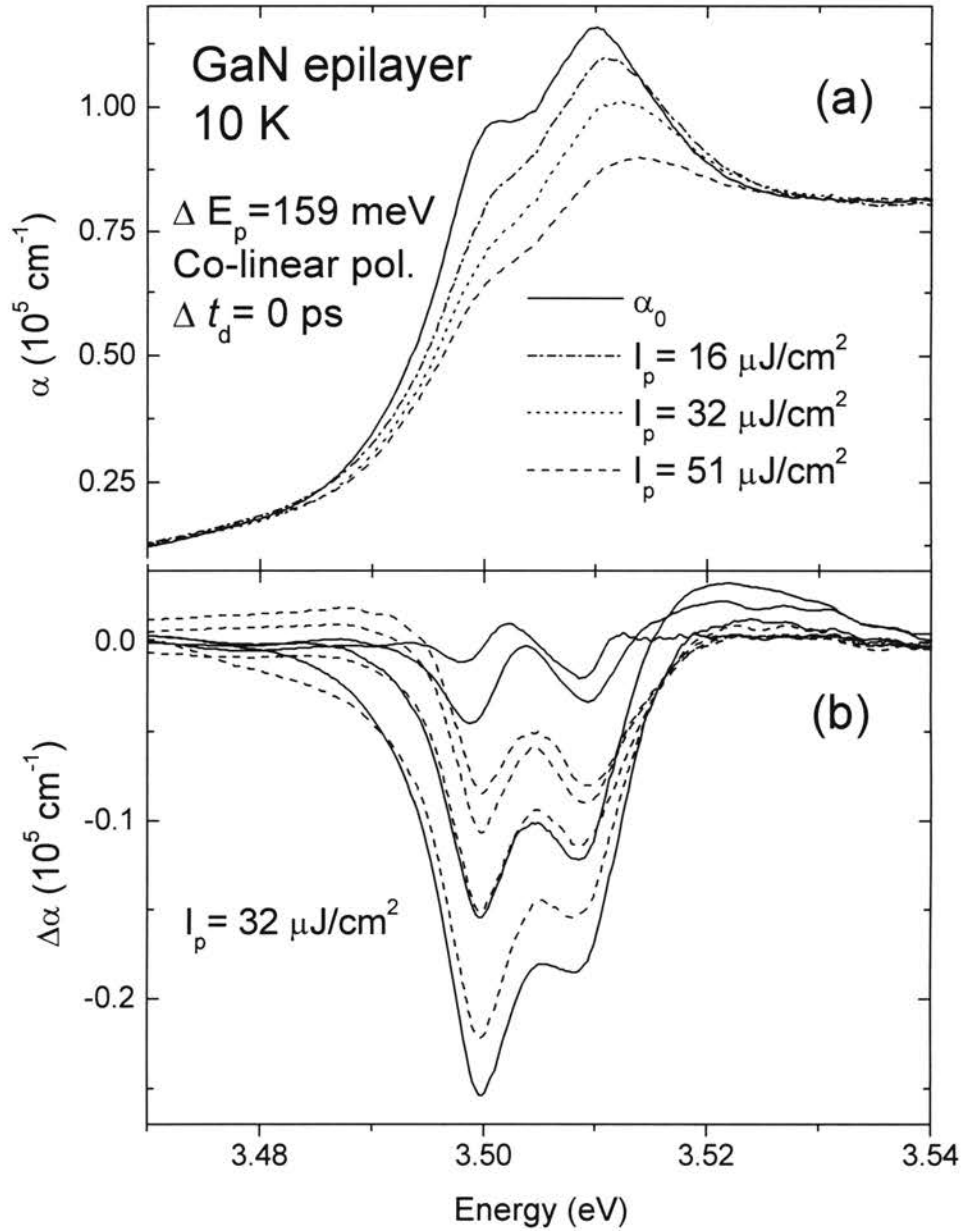 GaN epilayer
10 K
(a)
Δ E_p=159 meV
Co-linear pol.
Δ t_d= 0 ps
α_0
I_p= 16 μJ/cm²
I_p= 32 μJ/cm²
I_p= 51 μJ/cm²
1.00
0.75
0.50
0.25
α (10⁵ cm⁻¹)
(b)
I_p= 32 μJ/cm²
0.0
-0.1
-0.2
Δα (10⁵ cm⁻¹)
3.48 3.50 3.52 3.54
Energy (eV)